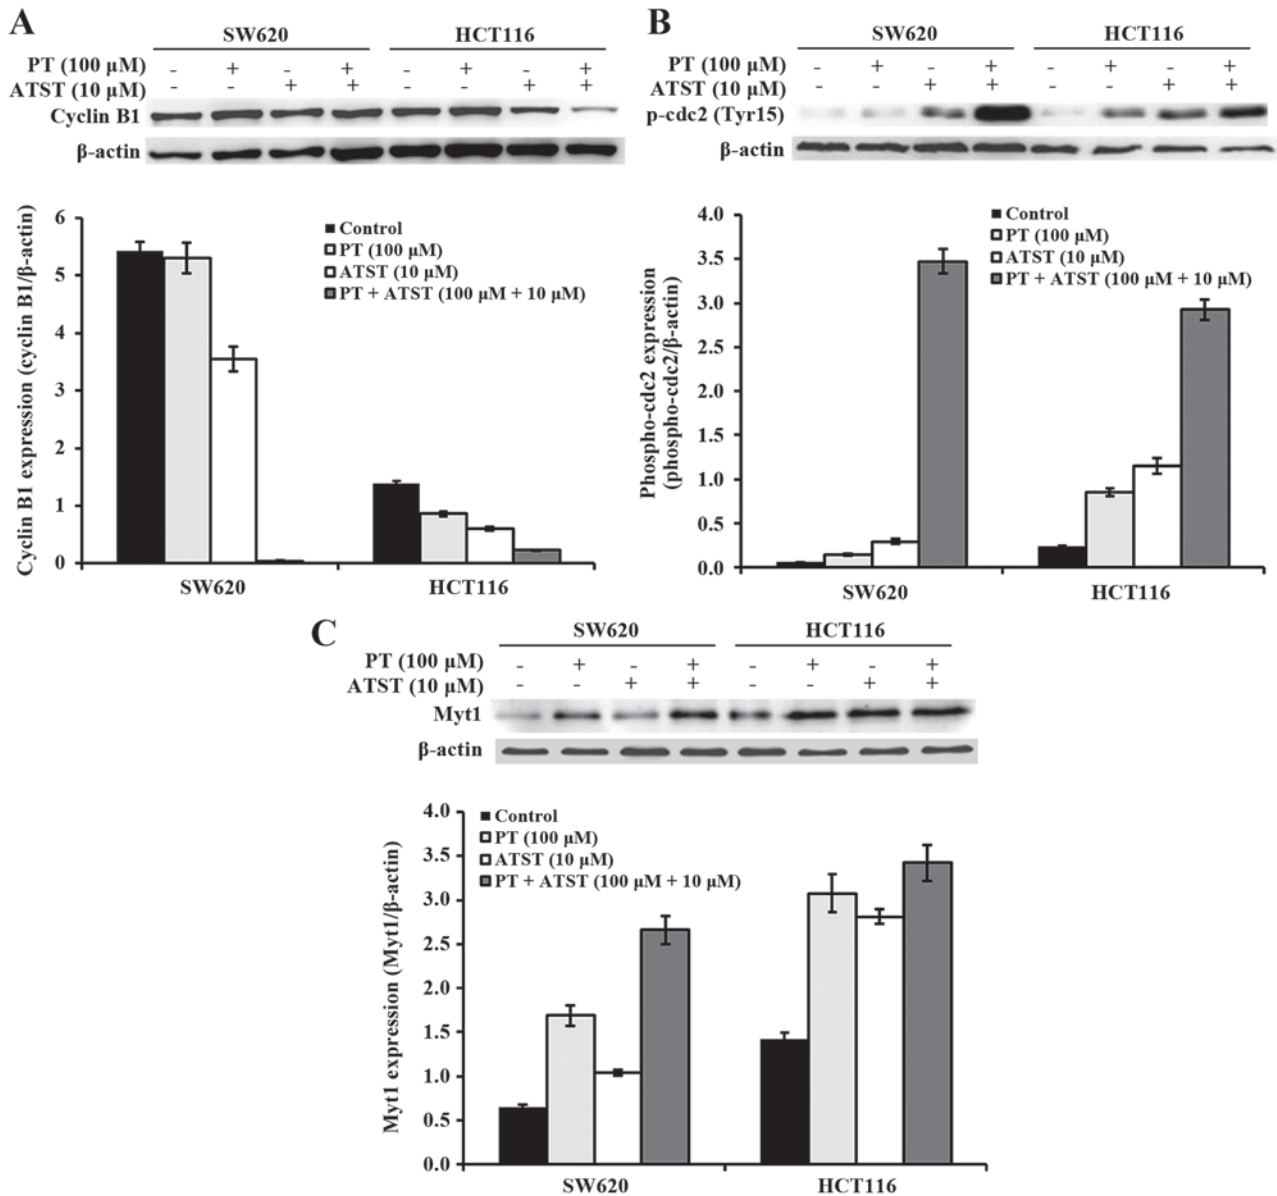 A
SW620 HCT116
PT (100 µM) - + - + - + - +
ATST (10 µM) - - + + - - + +
Cyclin B1
β-actin
Cyclin B1 expression (cyclin B1/β-actin)
6
5
4
3
2
1
0
Control
PT (100 µM)
ATST (10 µM)
PT + ATST (100 µM + 10 µM)
SW620 HCT116
B
SW620 HCT116
PT (100 µM) - + - + - + - +
ATST (10 µM) - - + + - - + +
p-cdc2 (Tyr15)
β-actin
Phospho-cdc2 expression
(phospho-cdc2/β-actin)
4.0
3.5
3.0
2.5
2.0
1.5
1.0
0.5
0.0
Control
PT (100 µM)
ATST (10 µM)
PT + ATST (100 µM + 10 µM)
SW620 HCT116
C
SW620 HCT116
PT (100 µM) - + - + - + - +
ATST (10 µM) - - + + - - + +
Myt1
β-actin
Myt1 expression (Myt1/β-actin)
4.0
3.5
3.0
2.5
2.0
1.5
1.0
0.5
0.0
Control
PT (100 µM)
ATST (10 µM)
PT + ATST (100 µM + 10 µM)
SW620 HCT116